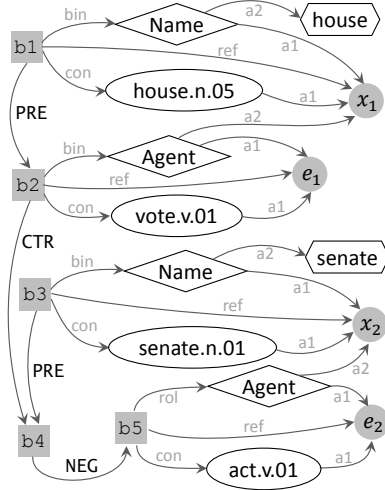 bin
Name
a2
house
b1
ref
a1
con
house.n.05
a1
x1
PRE
a2
bin
Agent
a1
b2
ref
e1
con
vote.v.01
a1
CTR
bin
Name
a2
senate
b3
ref
a1
x2
con
senate.n.01
a1
PRE
a2
rol
Agent
a1
b4
b5
ref
e2
NEG
con
act.v.01
a1